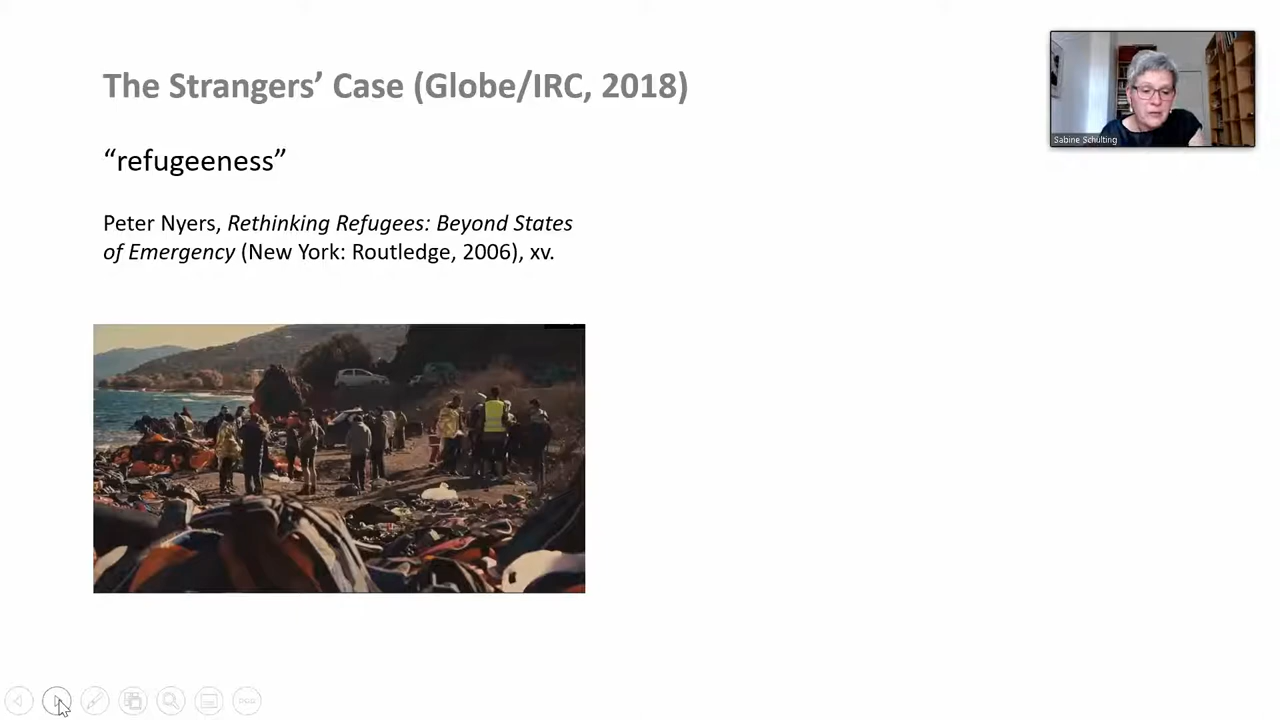 The Strangers’ Case (Globe/IRC, 2018)
Sabine Schülting
“refugeeness”
Peter Nyers, Rethinking Refugees: Beyond States
of Emergency (New York: Routledge, 2006), xv.